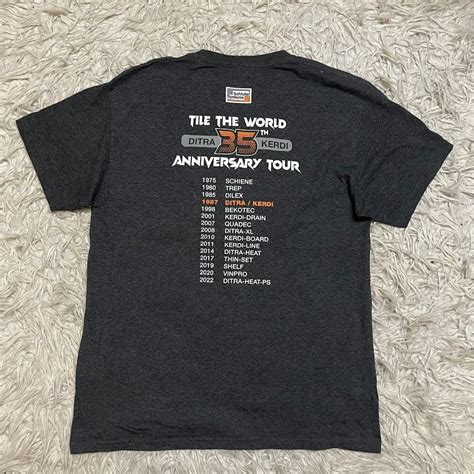 Schluter
TILE THE WORLD
DITRA 35TH KERDI
ANNIVERSARY TOUR
1975 SCHIENE
1980 TREP
1985 DILEX
1987 DITRA / KERDI
1998 BEKOTEC
2001 KERDI-DRAIN
2007 QUADEC
2008 DITRA-XL
2010 KERDI-BOARD
2011 KERDI-LINE
2014 DITRA-HEAT
2017 THIN-SET
2019 SHELF
2020 VINPRO
2022 DITRA-HEAT-PS